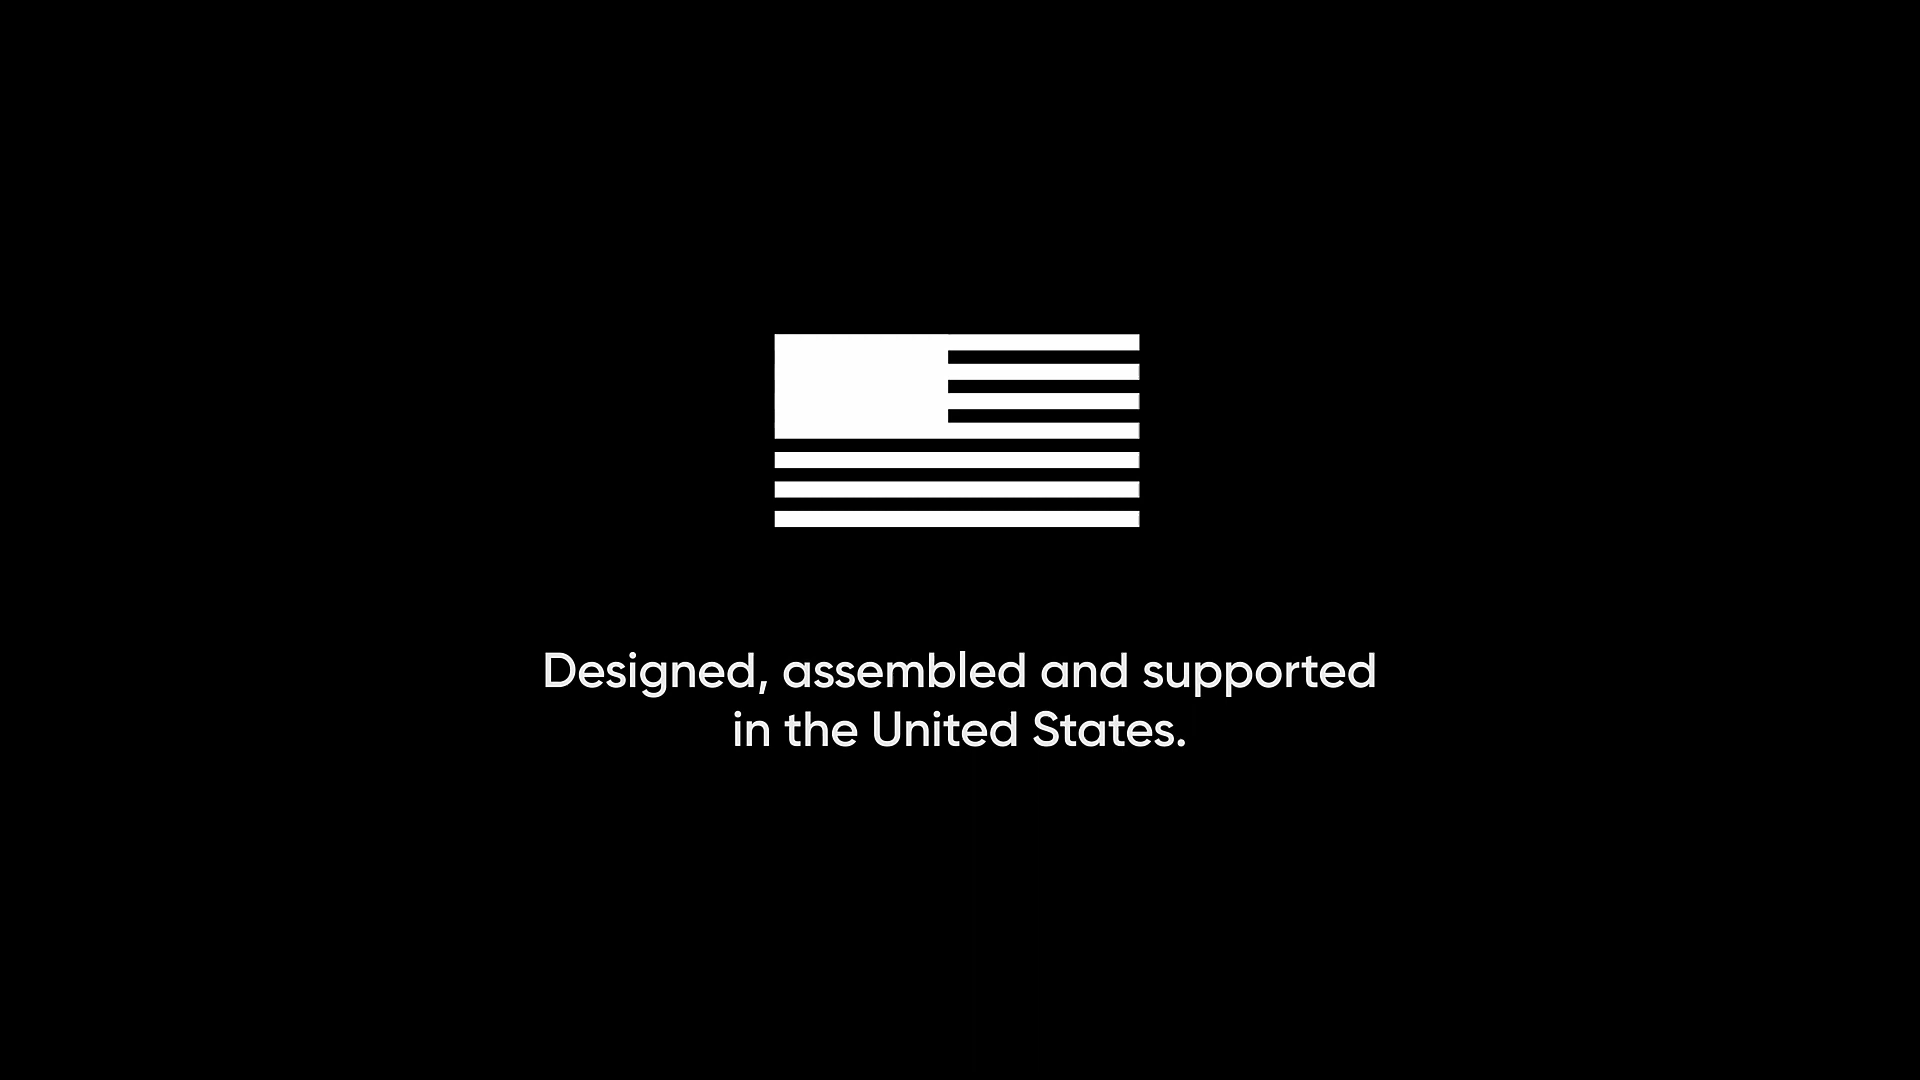 Designed, assembled and supported
in the United States.